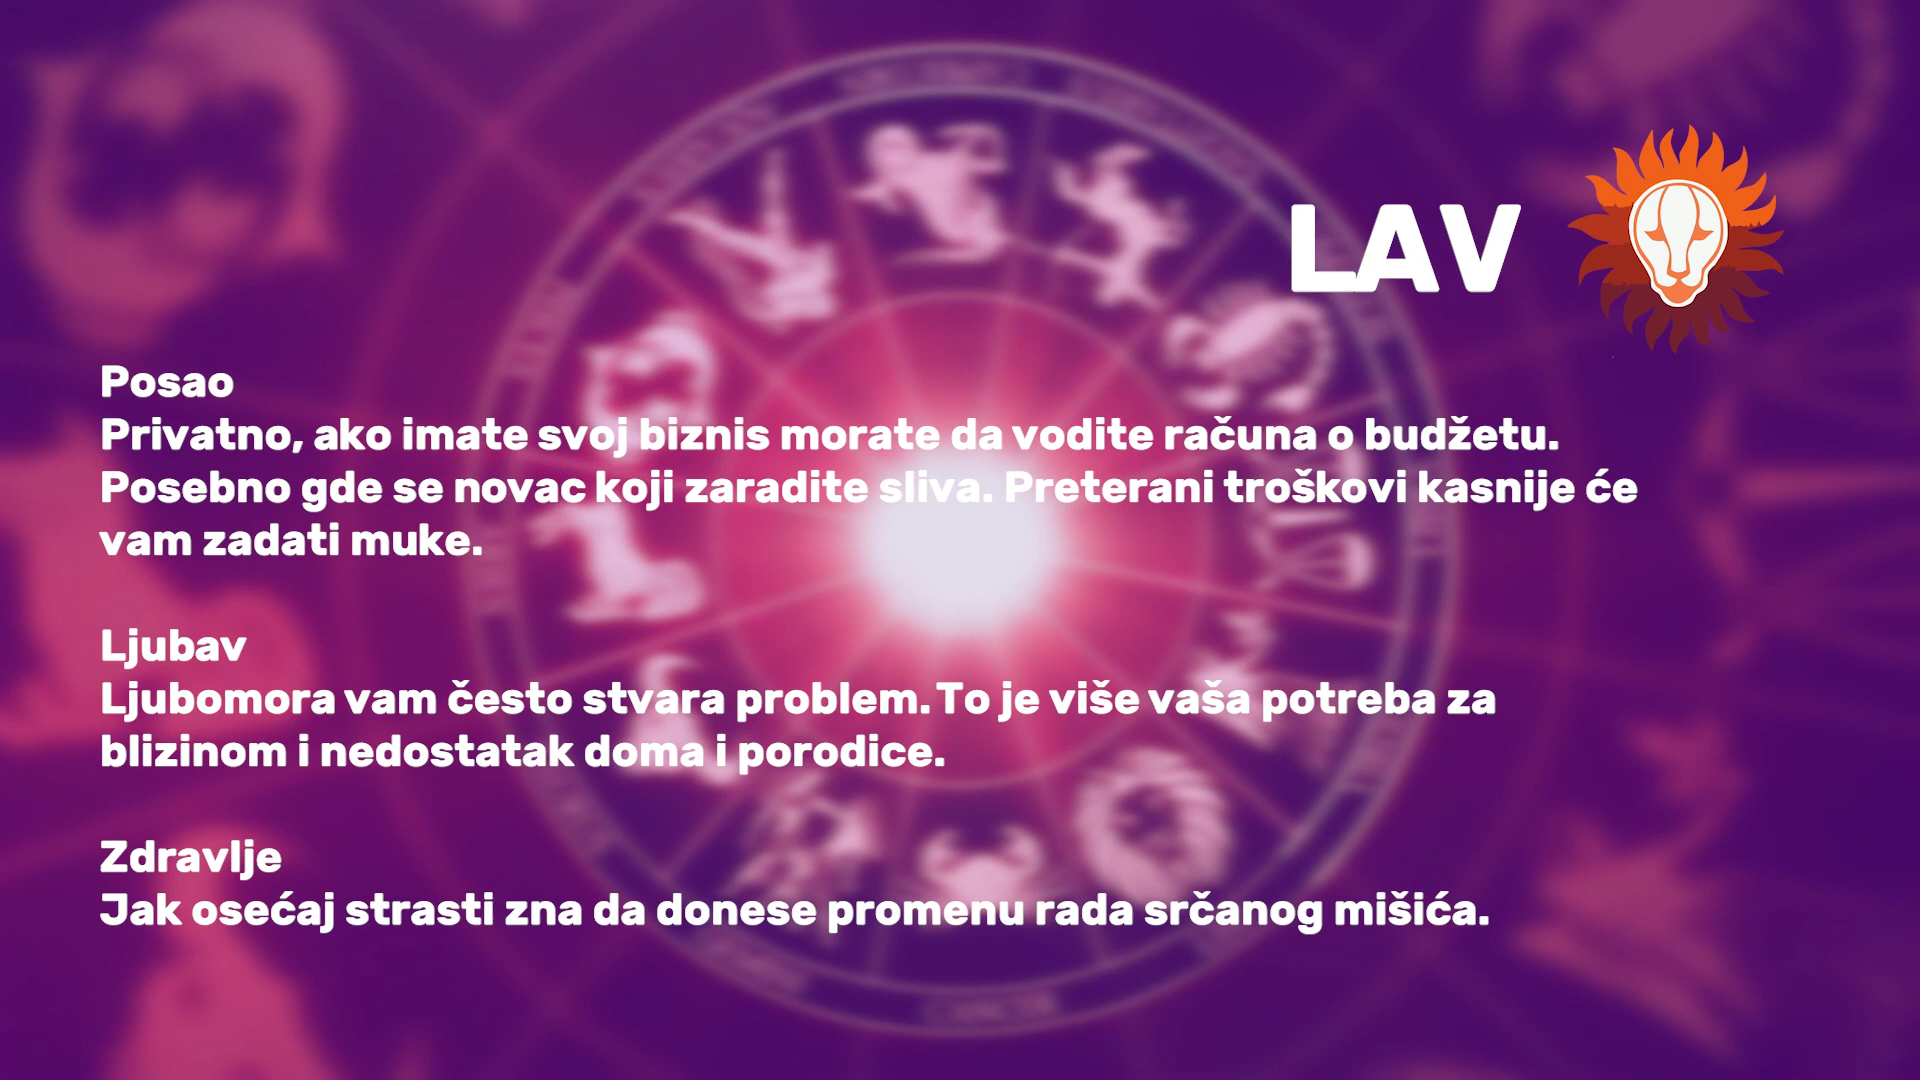 LAV
Posao
Privatno, ako imate svoj biznis morate da vodite računa o budžetu.
Posebno gde se novac koji zaradite sliva. Preterani troškovi kasnije će
vam zadati muke.
Ljubav
Ljubomora vam često stvara problem. To je više vaša potreba za
blizinom i nedostatak doma i porodice.
Zdravlje
Jak osećaj strasti zna da donese promenu rada srčanog mišića.
CANCER